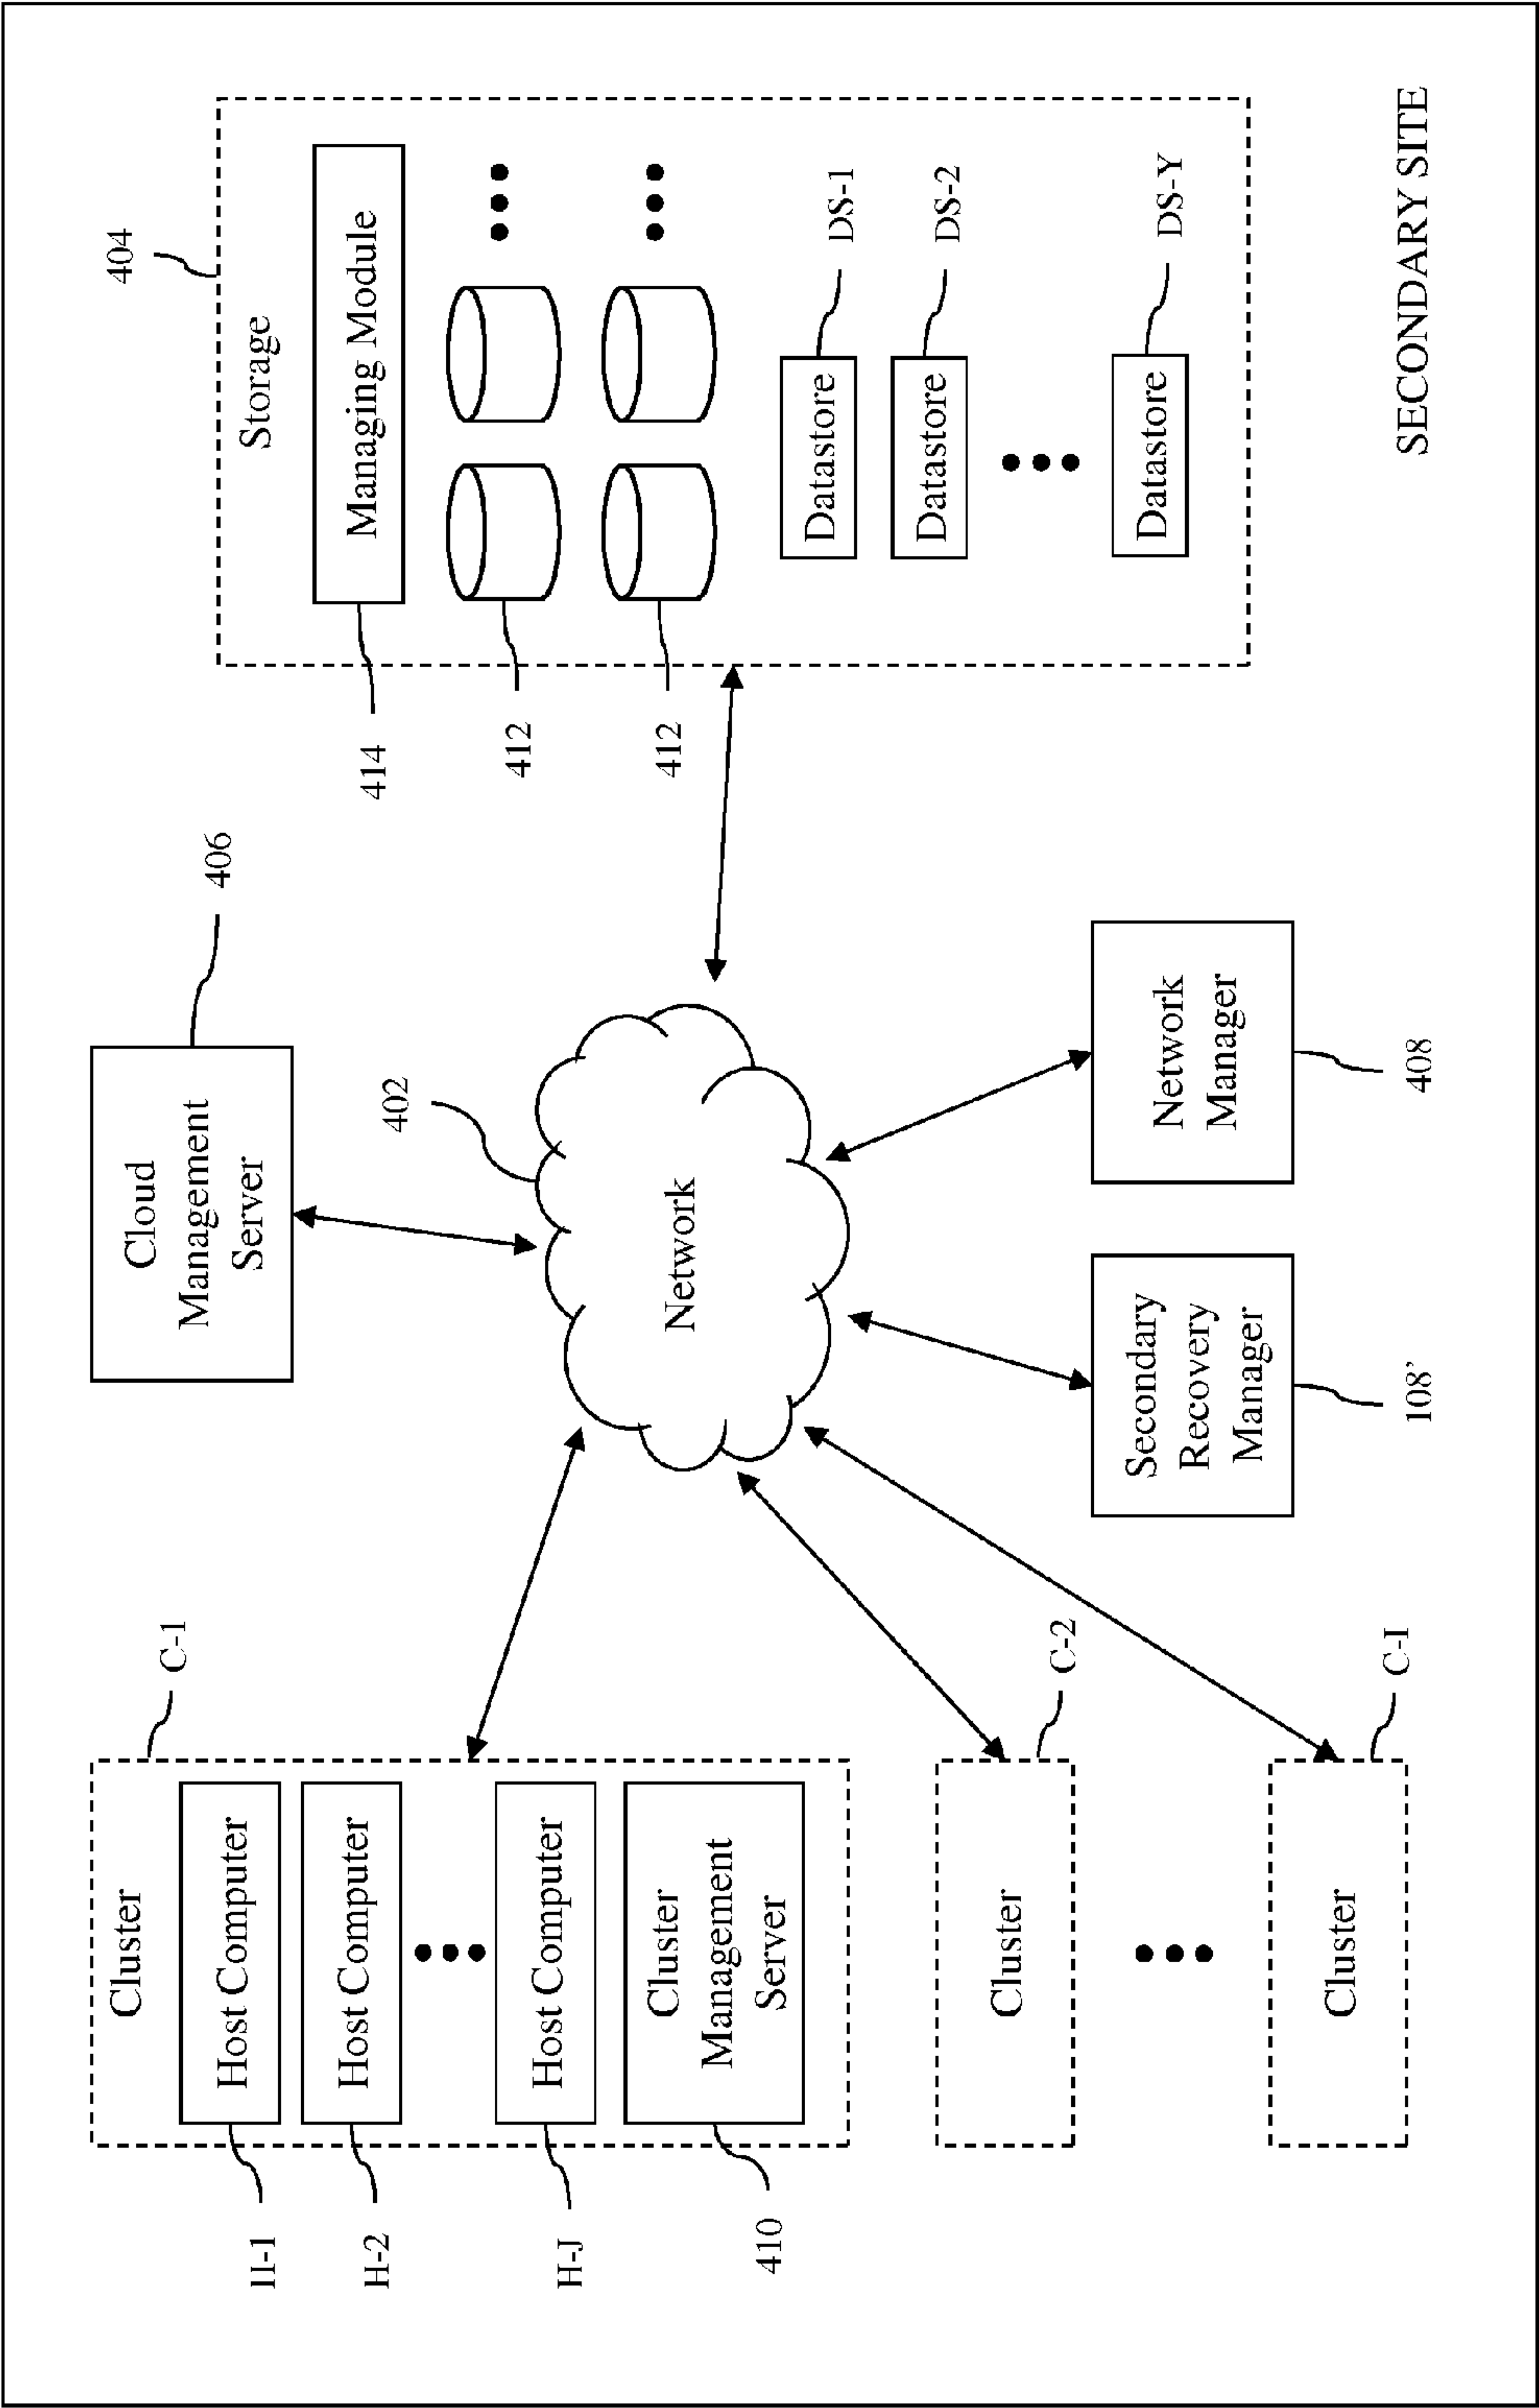 Cluster
C-1
Host Computer
H-1
Host Computer
H-2
Host Computer
H-J
Cluster
Management
Server
410
Cluster
C-2
Cluster
C-I
Cloud
Management
Server
406
402
Network
Secondary
Recovery
Manager
108’
Network
Manager
408
404
Storage
Managing Module
414
412
412
Datastore
DS-1
Datastore
DS-2
Datastore
DS-Y
SECONDARY SITE